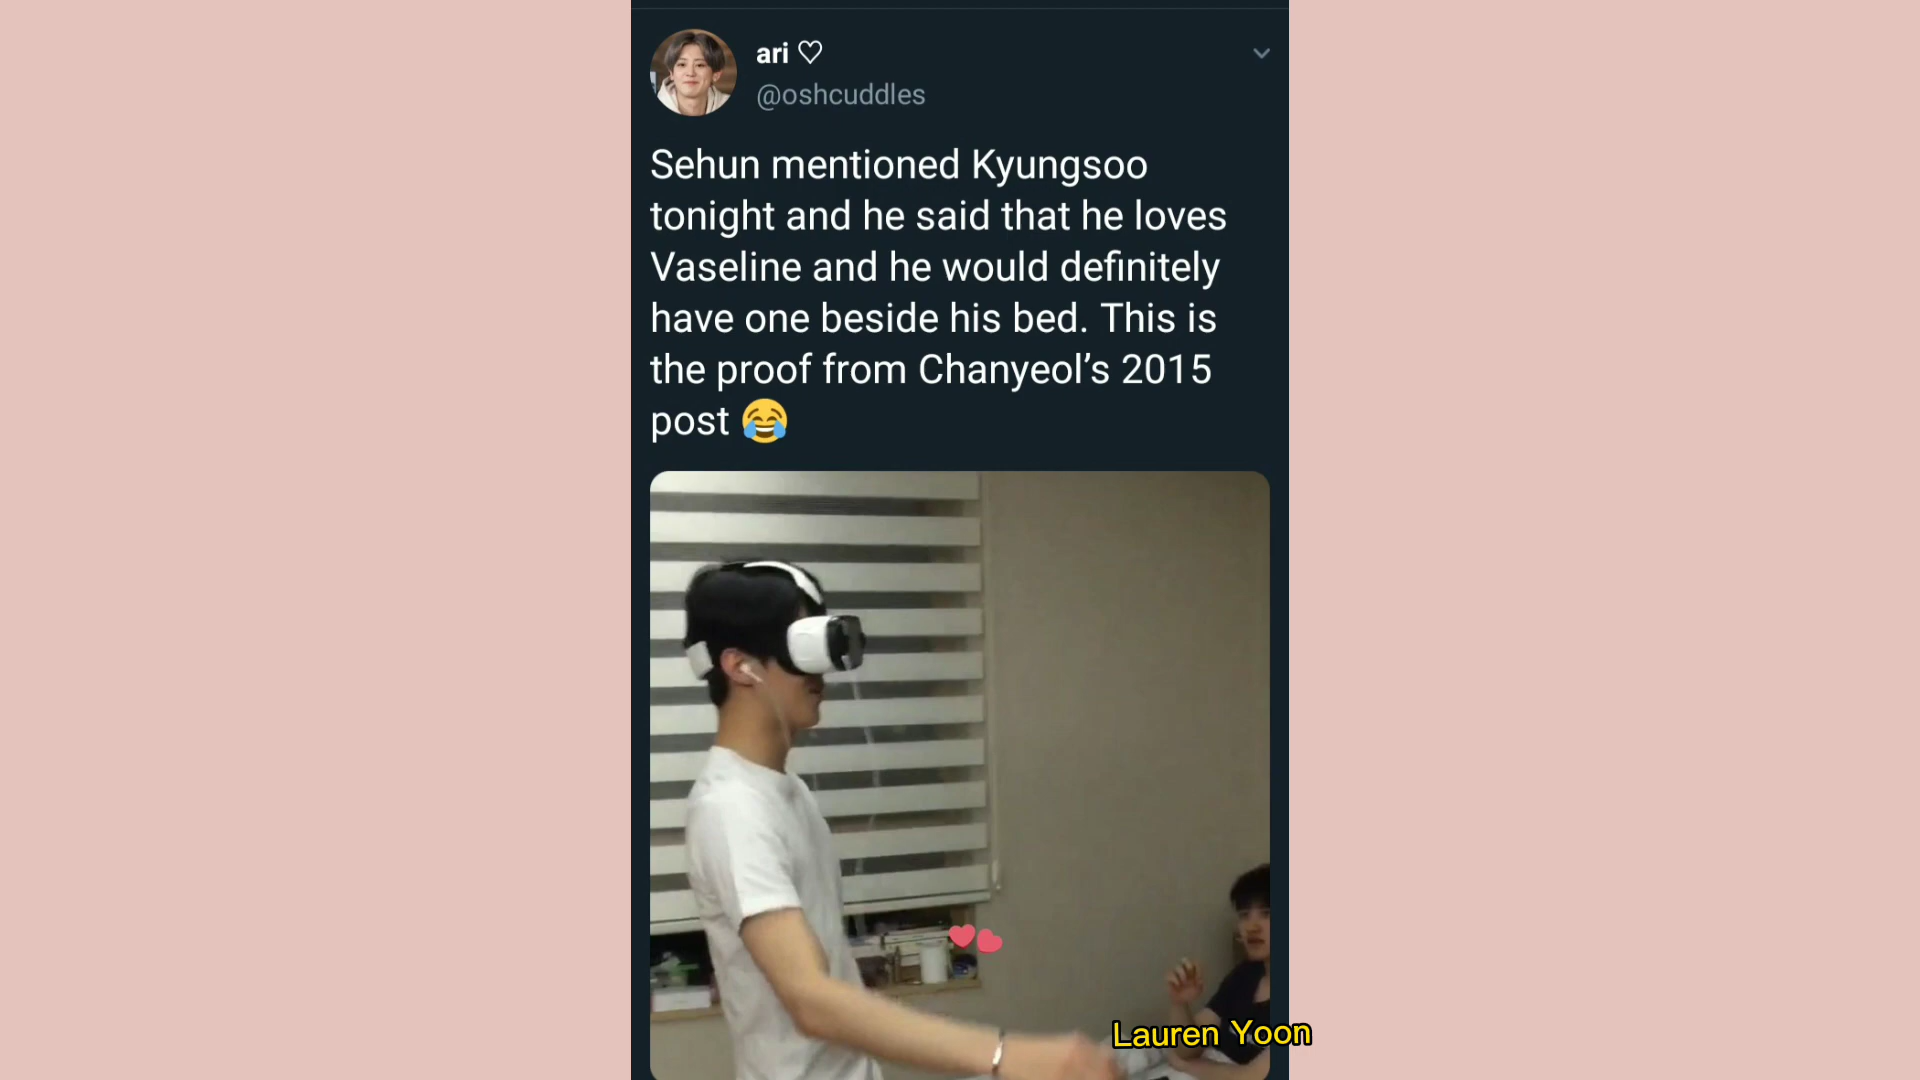 ari ♡
@oshcuddles
Sehun mentioned Kyungsoo
tonight and he said that he loves
Vaseline and he would definitely
have one beside his bed. This is
the proof from Chanyeol’s 2015
post 😂
Lauren Yoon